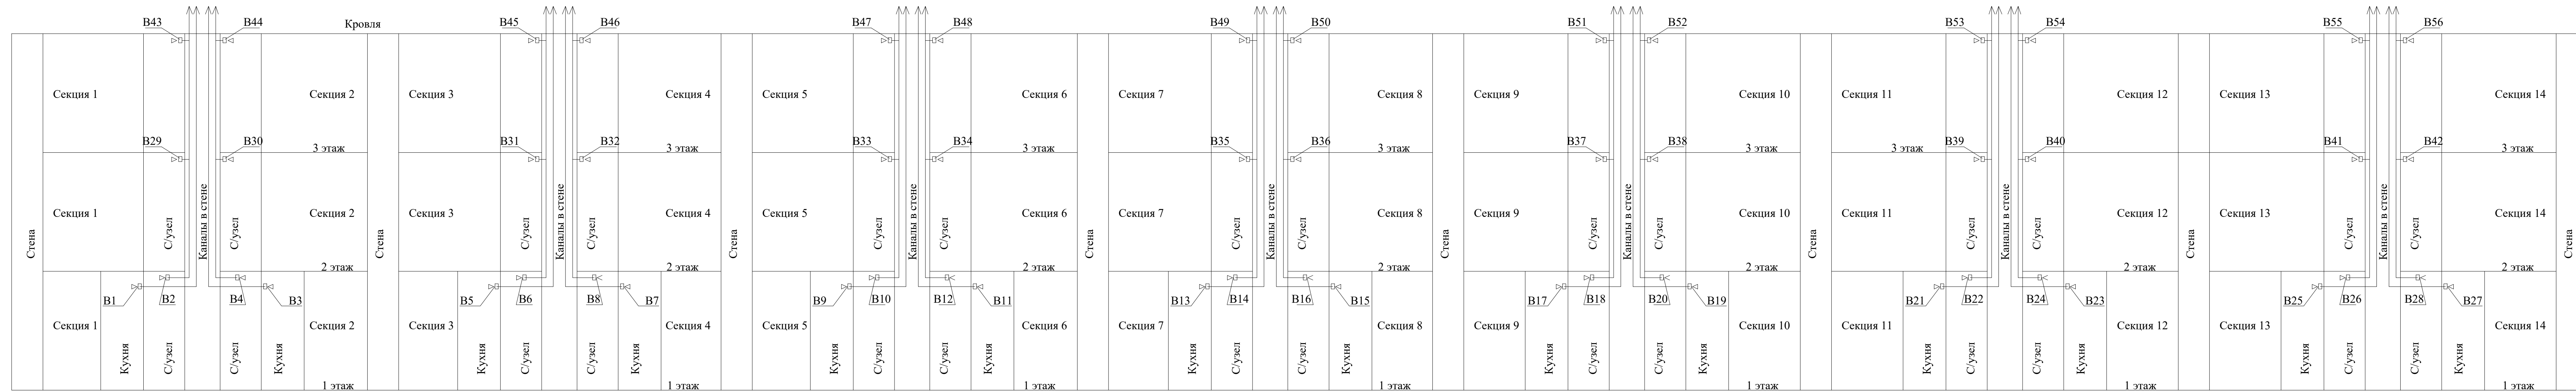 В43 В44 Кровля В45 В46 В47 В48 В49 В50 В51 В52 В53 В54 В55 В56
Секция 1 Секция 2 Секция 3 Секция 4 Секция 5 Секция 6 Секция 7 Секция 8 Секция 9 Секция 10 Секция 11 Секция 12 Секция 13 Секция 14
В29 В30 В31 В32 В33 В34 В35 В36 В37 В38 В39 В40 В41 В42
3 этаж 3 этаж 3 этаж 3 этаж 3 этаж 3 этаж 3 этаж
Секция 1 Секция 2 Секция 3 Секция 4 Секция 5 Секция 6 Секция 7 Секция 8 Секция 9 Секция 10 Секция 11 Секция 12 Секция 13 Секция 14
Стена С/узел Каналы в стене С/узел Стена С/узел Каналы в стене С/узел Стена С/узел Каналы в стене С/узел Стена С/узел Каналы в стене С/узел Стена С/узел Каналы в стене С/узел Стена С/узел Каналы в стене С/узел Стена С/узел Каналы в стене С/узел Стена
2 этаж 2 этаж 2 этаж 2 этаж 2 этаж 2 этаж 2 этаж
В1 В2 В4 В3 В5 В6 В8 В7 В9 В10 В12 В11 В13 В14 В16 В15 В17 В18 В20 В19 В21 В22 В24 В23 В25 В26 В28 В27
Секция 1 Секция 2 Секция 3 Секция 4 Секция 5 Секция 6 Секция 7 Секция 8 Секция 9 Секция 10 Секция 11 Секция 12 Секция 13 Секция 14
Кухня С/узел С/узел Кухня Кухня С/узел С/узел Кухня Кухня С/узел С/узел Кухня Кухня С/узел С/узел Кухня Кухня С/узел С/узел Кухня Кухня С/узел С/узел Кухня Кухня С/узел С/узел Кухня
1 этаж 1 этаж 1 этаж 1 этаж 1 этаж 1 этаж 1 этаж